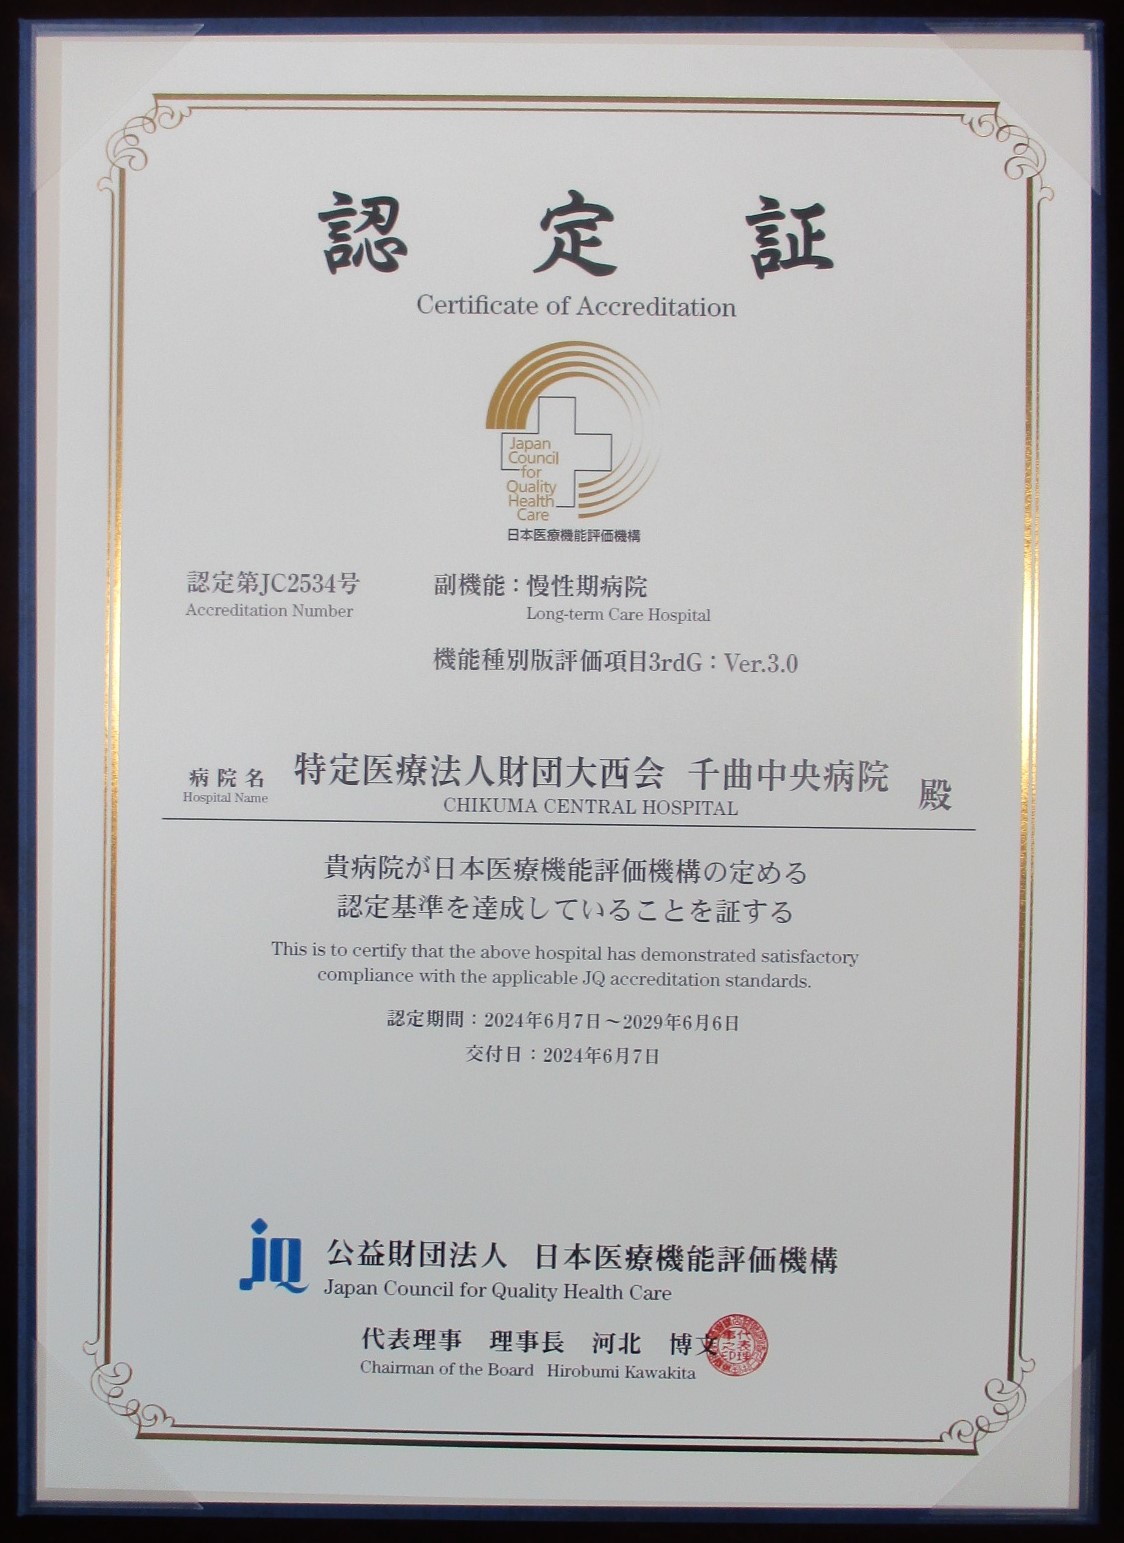 認定証
Certificate of Accreditation
Japan
Council
for
Quality
Health
Care
日本医療機能評価機構
認定第JC2534号 副機能：慢性期病院
Accreditation Number Long-term Care Hospital
機能種別版評価項目3rdG：Ver.3.0
病院名 特定医療法人財団大西会 千曲中央病院 殿
Hospital Name CHIKUMA CENTRAL HOSPITAL
貴病院が日本医療機能評価機構の定める
認定基準を達成していることを証する
This is to certify that the above hospital has demonstrated satisfactory
compliance with the applicable JQ accreditation standards.
認定期間：2024年6月7日～2029年6月6日
交付日：2024年6月7日
JQ 公益財団法人 日本医療機能評価機構
Japan Council for Quality Health Care
代表理事 理事長 河北 博文
Chairman of the Board Hirobumi Kawakita
代表理事之印